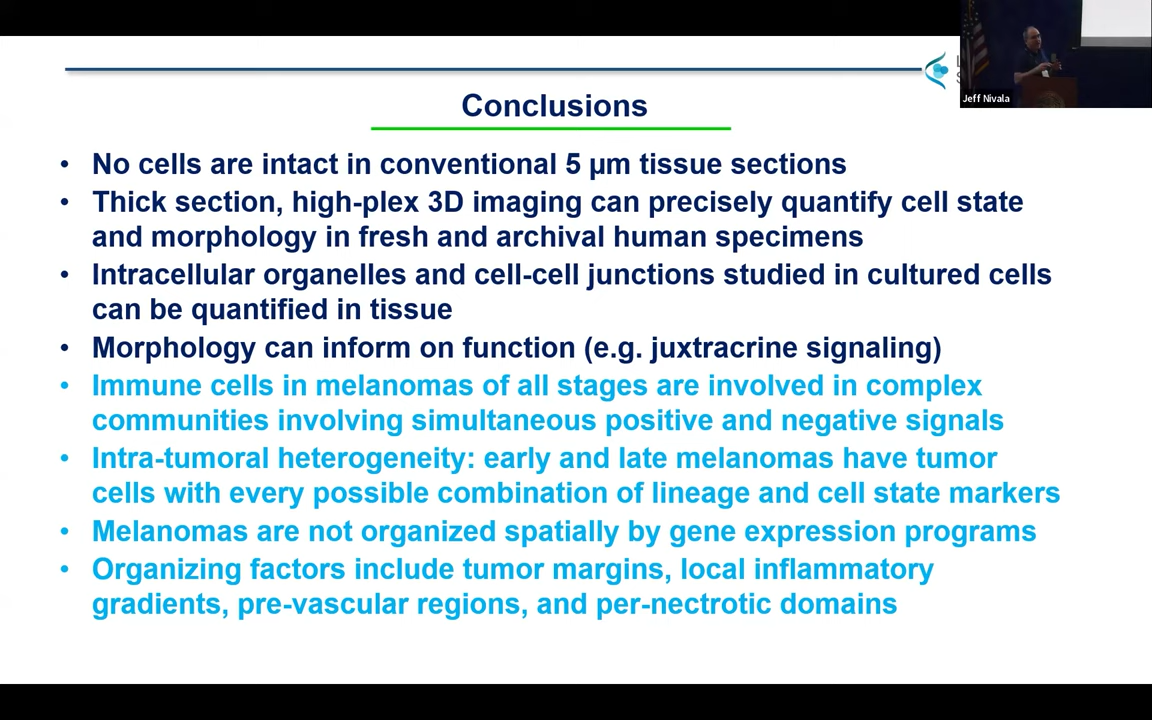 Conclusions
• No cells are intact in conventional 5 µm tissue sections
• Thick section, high-plex 3D imaging can precisely quantify cell state
and morphology in fresh and archival human specimens
• Intracellular organelles and cell-cell junctions studied in cultured cells
can be quantified in tissue
• Morphology can inform on function (e.g. juxtracrine signaling)
• Immune cells in melanomas of all stages are involved in complex
communities involving simultaneous positive and negative signals
• Intra-tumoral heterogeneity: early and late melanomas have tumor
cells with every possible combination of lineage and cell state markers
• Melanomas are not organized spatially by gene expression programs
• Organizing factors include tumor margins, local inflammatory
gradients, pre-vascular regions, and per-nectrotic domains
Jeff Nivala